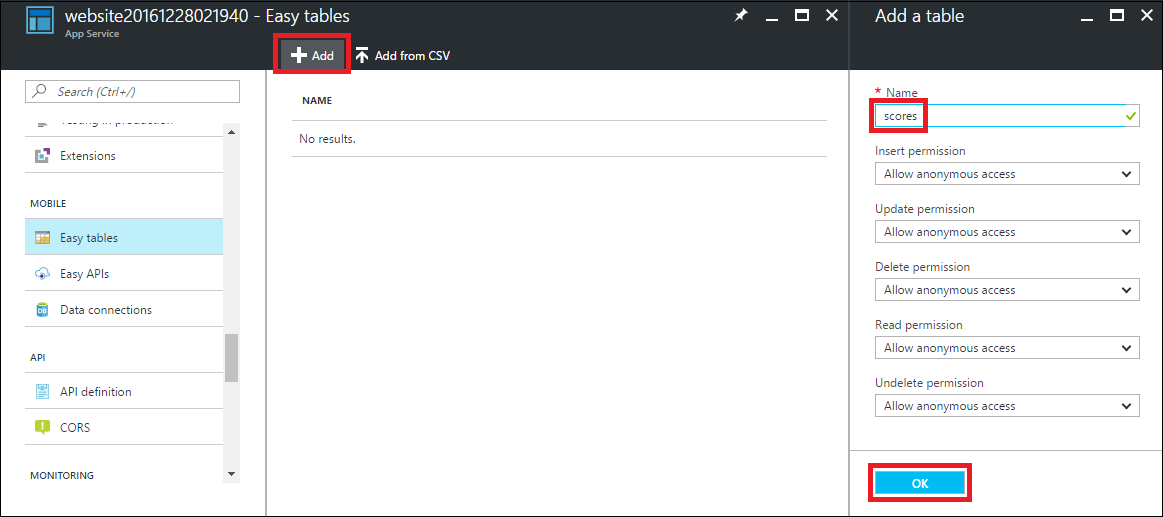 website20161228021940 - Easy tables
App Service
Add
Add from CSV
Search (Ctrl+/)
Testing in production
Extensions
MOBILE
Easy tables
Easy APIs
Data connections
API
API definition
CORS
MONITORING
NAME
No results.
Add a table
* Name
scores
Insert permission
Allow anonymous access
Update permission
Allow anonymous access
Delete permission
Allow anonymous access
Read permission
Allow anonymous access
Undelete permission
Allow anonymous access
OK